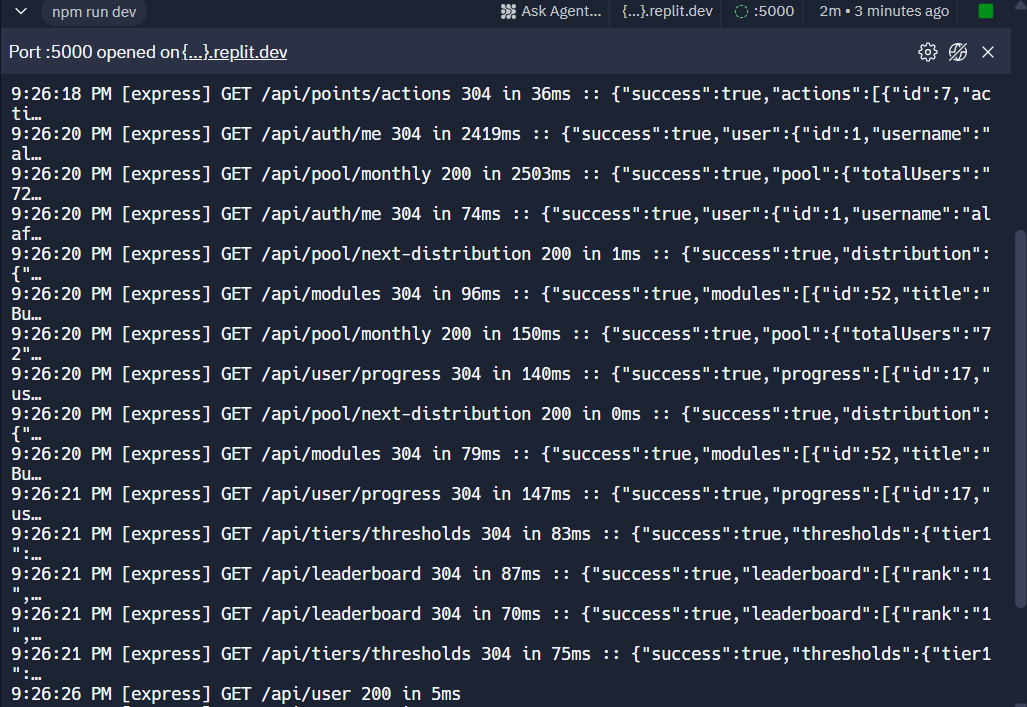 npm run dev
Ask Agent... {...}.replit.dev :5000 2m • 3 minutes ago
Port :5000 opened on {...}.replit.dev
9:26:18 PM [express] GET /api/points/actions 304 in 36ms :: {"success":true,"actions":[{"id":7,"ac
ti…
9:26:20 PM [express] GET /api/auth/me 304 in 2419ms :: {"success":true,"user":{"id":1,"username":"
al…
9:26:20 PM [express] GET /api/pool/monthly 200 in 2503ms :: {"success":true,"pool":{"totalUsers":"
72…
9:26:20 PM [express] GET /api/auth/me 304 in 74ms :: {"success":true,"user":{"id":1,"username":"al
af…
9:26:20 PM [express] GET /api/pool/next-distribution 200 in 1ms :: {"success":true,"distribution":
{"…
9:26:20 PM [express] GET /api/modules 304 in 96ms :: {"success":true,"modules":[{"id":52,"title":"
Bu…
9:26:20 PM [express] GET /api/pool/monthly 200 in 150ms :: {"success":true,"pool":{"totalUsers":"7
2"…
9:26:20 PM [express] GET /api/user/progress 304 in 140ms :: {"success":true,"progress":[{"id":17,"
us…
9:26:20 PM [express] GET /api/pool/next-distribution 200 in 0ms :: {"success":true,"distribution":
{"…
9:26:20 PM [express] GET /api/modules 304 in 79ms :: {"success":true,"modules":[{"id":52,"title":"
Bu…
9:26:21 PM [express] GET /api/user/progress 304 in 147ms :: {"success":true,"progress":[{"id":17,"
us…
9:26:21 PM [express] GET /api/tiers/thresholds 304 in 83ms :: {"success":true,"thresholds":{"tier1
":…
9:26:21 PM [express] GET /api/leaderboard 304 in 87ms :: {"success":true,"leaderboard":[{"rank":"1
",…
9:26:21 PM [express] GET /api/leaderboard 304 in 70ms :: {"success":true,"leaderboard":[{"rank":"1
",…
9:26:21 PM [express] GET /api/tiers/thresholds 304 in 75ms :: {"success":true,"thresholds":{"tier1
":…
9:26:26 PM [express] GET /api/user 200 in 5ms